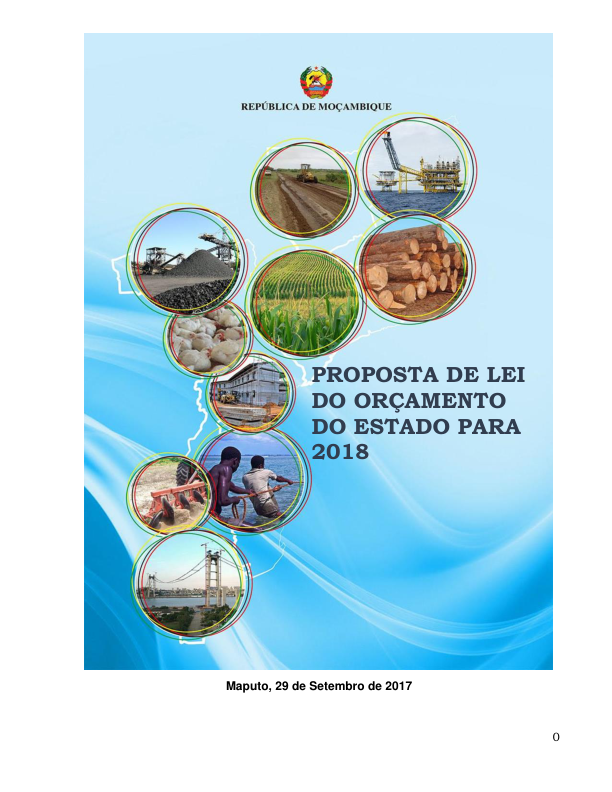 REPÚBLICA DE MOÇAMBIQUE
PROPOSTA DE LEI
DO ORÇAMENTO
DO ESTADO PARA
2018
Maputo, 29 de Setembro de 2017
0